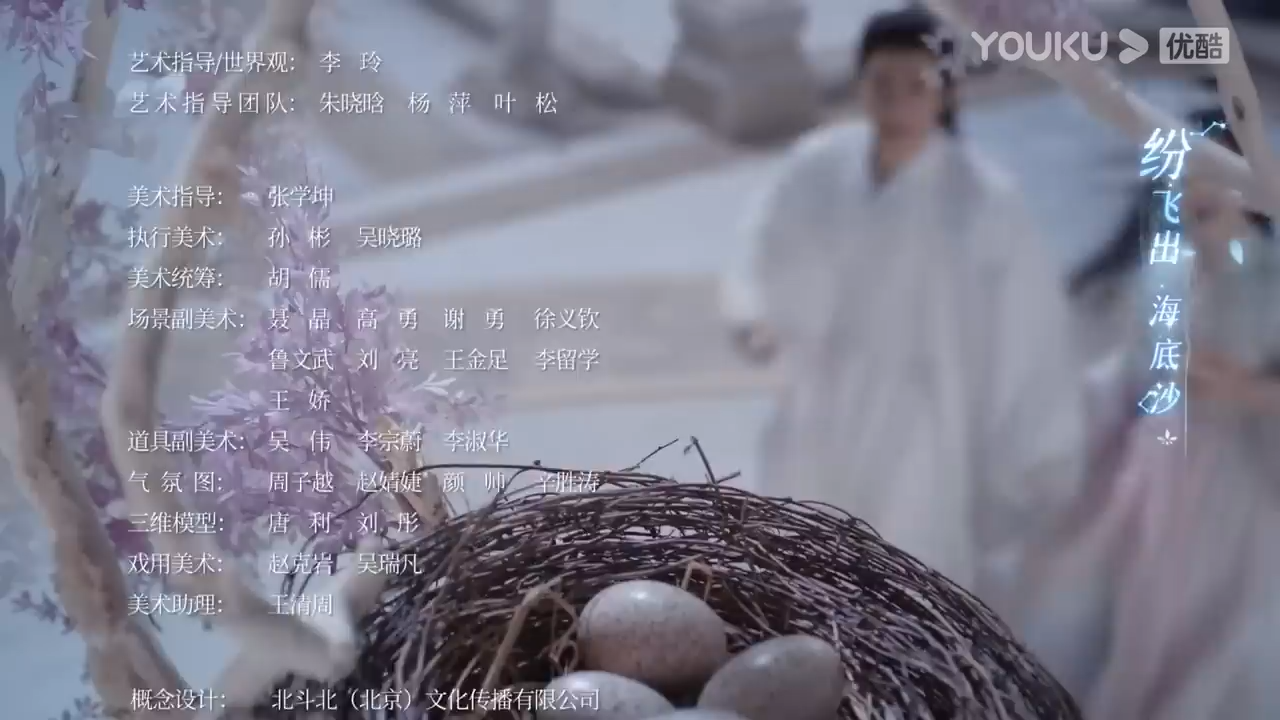 YOUKU 优酷
艺术指导/世界观： 李 玲
艺术指导团队： 朱晓晗 杨 萍 叶 松
美术指导： 张学坤
执行美术： 孙 彬 吴晓璐
美术统筹： 胡 儒
场景副美术： 聂 晶 高 勇 谢 勇 徐义钦
鲁文武 刘 亮 王金足 李留学
王 娇
道具副美术： 吴 伟 李宗蔚 李淑华
气氛图： 周子越 赵婧婕 颜 帅 辛胜涛
三维模型： 唐 利 刘 彤
戏用美术： 赵克岩 吴瑞凡
美术助理： 王清周
概念设计： 北斗北（北京）文化传播有限公司
纷飞出 海底沙